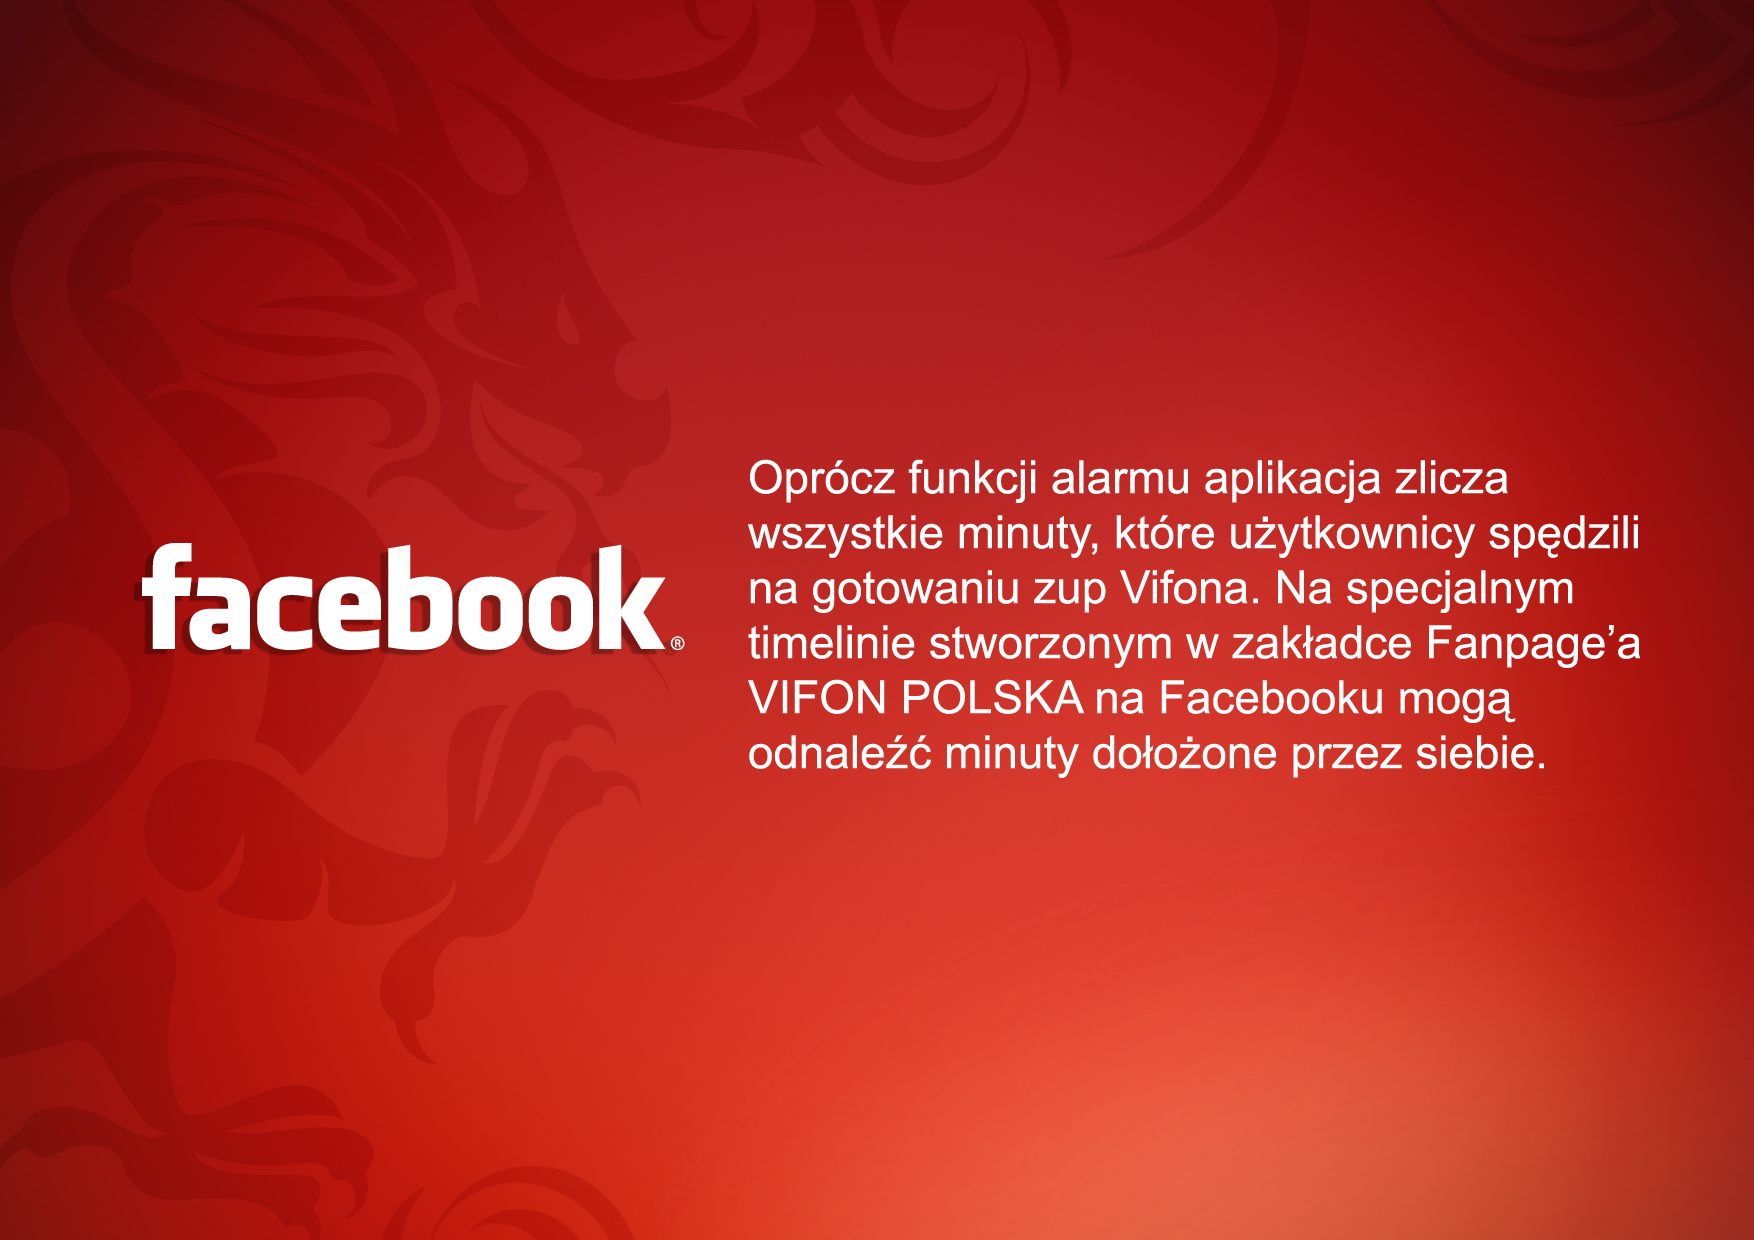 facebook®
Oprócz funkcji alarmu aplikacja zlicza
wszystkie minuty, które użytkownicy spędzili
na gotowaniu zup Vifona. Na specjalnym
timelinie stworzonym w zakładce Fanpage’a
VIFON POLSKA na Facebooku mogą
odnaleźć minuty dołożone przez siebie.